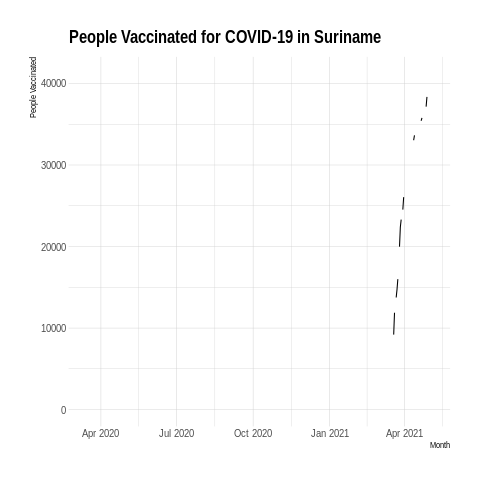 People Vaccinated for COVID-19 in Suriname
People Vaccinated
40000
30000
20000
10000
0
Apr 2020 Jul 2020 Oct 2020 Jan 2021 Apr 2021
Month